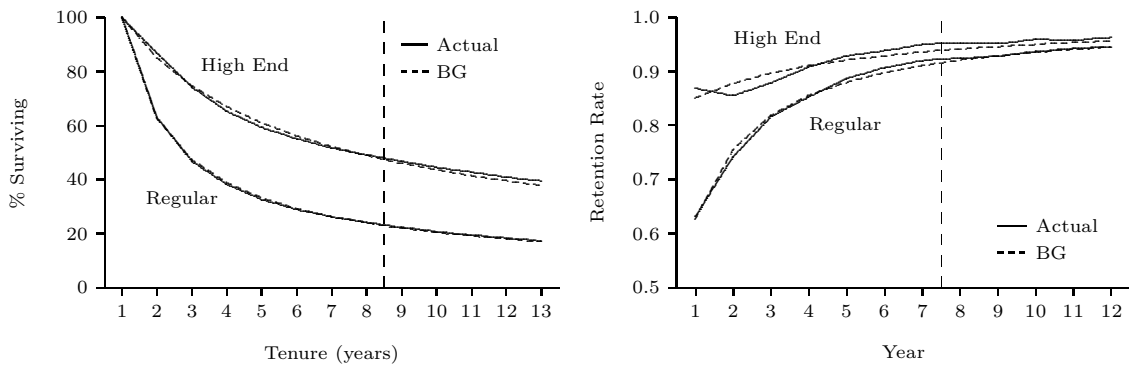 100
80
60
40
20
0
% Surviving
High End
Regular
Actual
BG
1 2 3 4 5 6 7 8 9 10 11 12 13
Tenure (years)
1.0
0.9
0.8
0.7
0.6
0.5
Retention Rate
High End
Regular
Actual
BG
1 2 3 4 5 6 7 8 9 10 11 12
Year